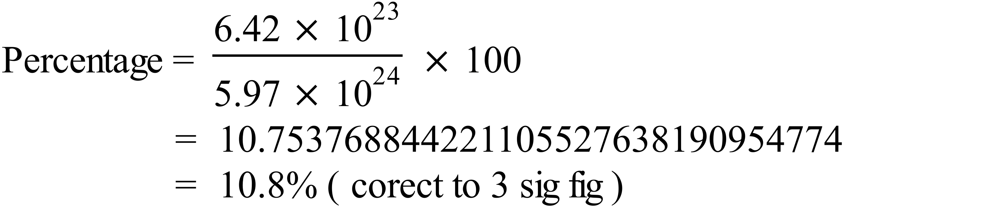 Percentage = \frac{6.42 × 10^{23}}{5.97 × 10^{24}} × 100
= 10.753768844221105527638190954774
= 10.8% ( corect to 3 sig fig )